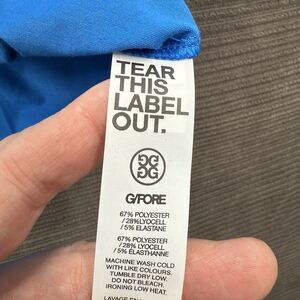 TEAR
THIS
LABEL
OUT.
G/FORE
67% POLYESTER
/ 28%LYOCELL
/ 5% ELASTANE
67% POLYESTER
/ 28% LYOCELL
/ 5% ELASTHANNE
MACHINE WASH COLD
WITH LIKE COLOURS.
TUMBLE DRY LOW.
DO NOT BLEACH.
IRONING LOW HEAT.